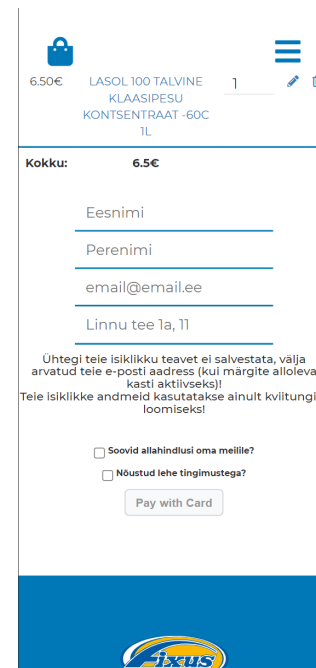 6.50€ LASOL 100 TALVINE 1
KLAASIPESU
KONTSENTRAAT -60C
1L
Kokku: 6.5€
Eesnimi
Perenimi
email@email.ee
Linnu tee 1a, 11
Ühtegi teie isiklikku teavet ei salvestata, välja
arvatud teie e-posti aadress (kui märgite alloleva
kasti aktiivseks)!
Teie isiklikke andmeid kasutatakse ainult kviitungi
loomiseks!
Soovid allahindlusi oma meilile?
Nõustud lehe tingimustega?
Pay with Card
Fixus